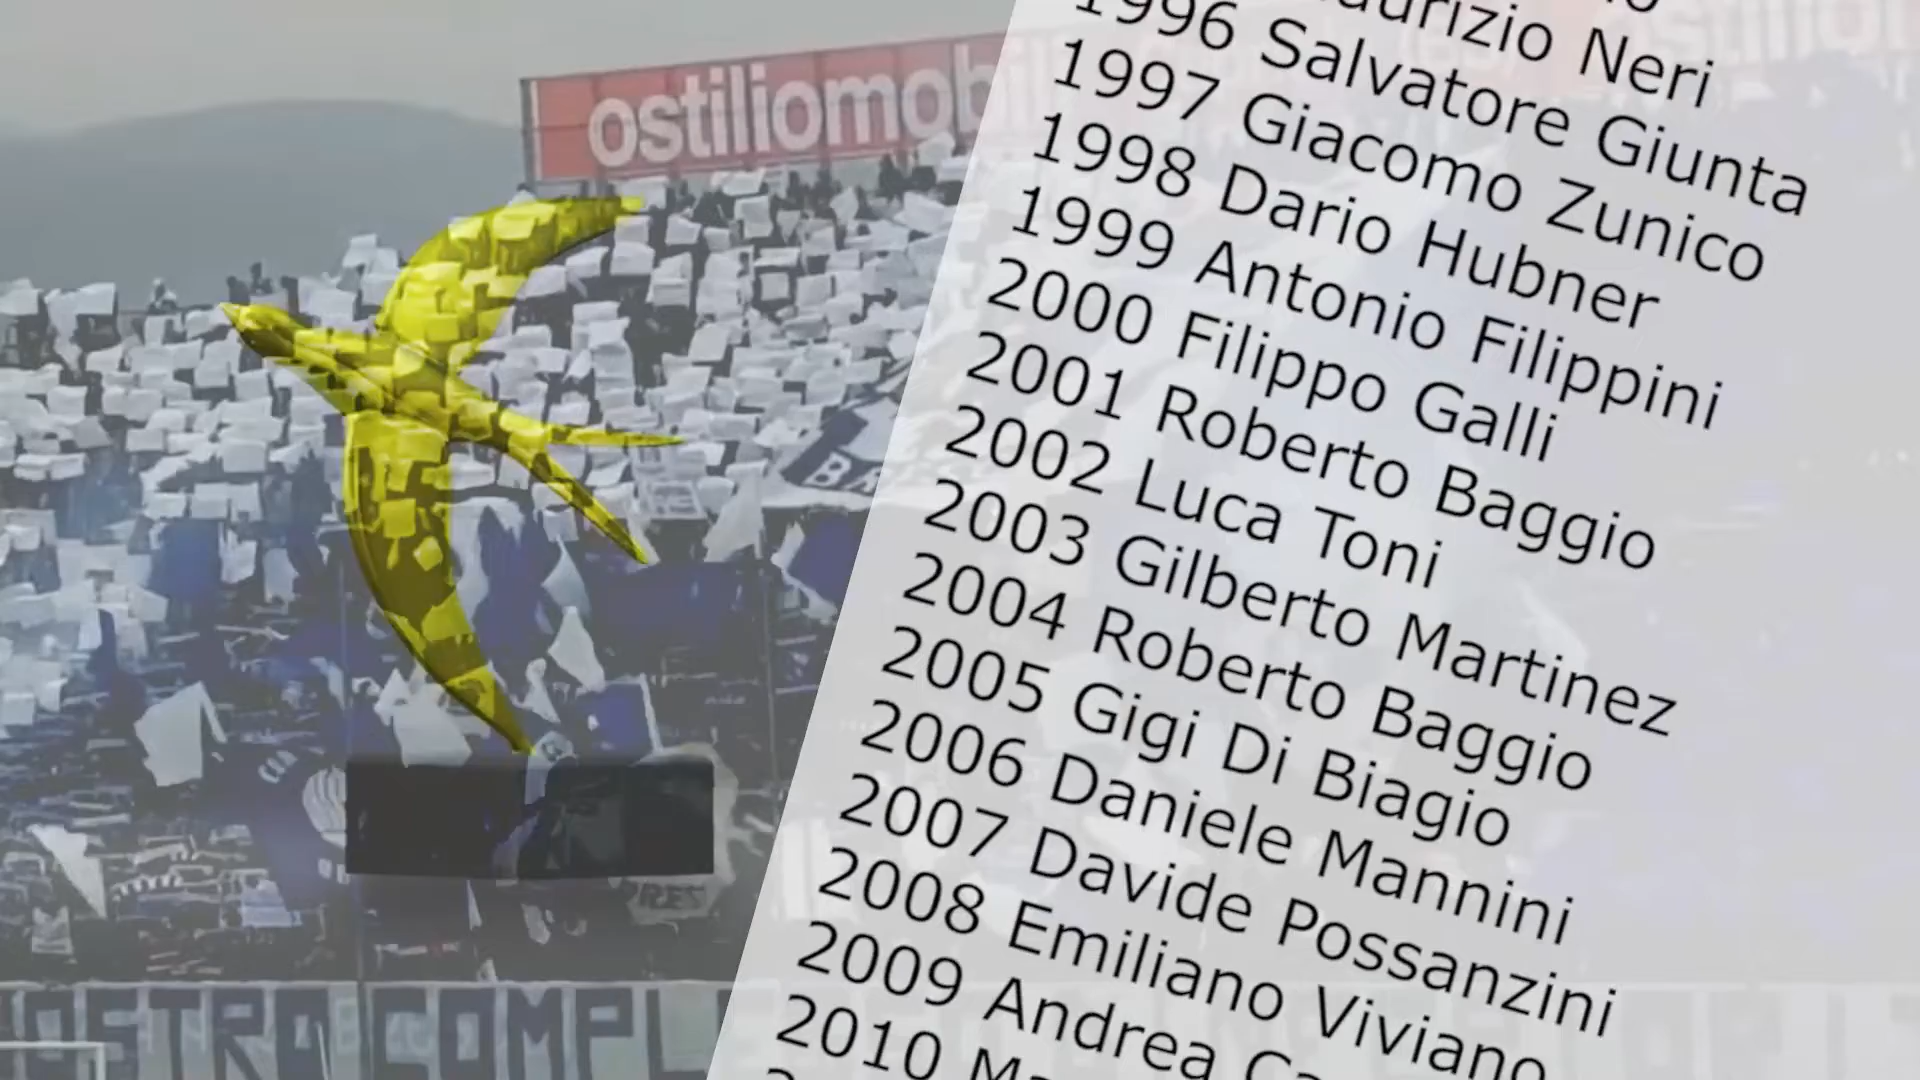 ostiliomobili
Neri
1996 Salvatore Giunta
1997 Giacomo Zunico
1998 Dario Hubner
1999 Antonio Filippini
2000 Filippo Galli
2001 Roberto Baggio
2002 Luca Toni
2003 Gilberto Martinez
2004 Roberto Baggio
2005 Gigi Di Biagio
2006 Daniele Mannini
2007 Davide Possanzini
2008 Emiliano Viviano
2009 Andrea
2010